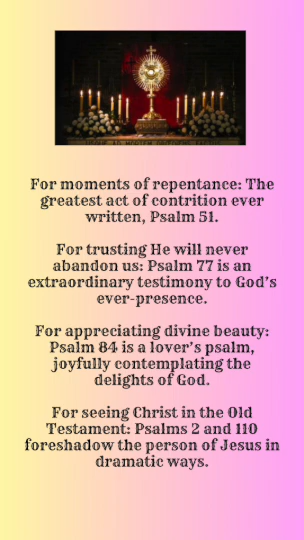 For moments of repentance: The
greatest act of contrition ever
written, Psalm 51.
For trusting He will never
abandon us: Psalm 77 is an
extraordinary testimony to God's
ever-presence.
For appreciating divine beauty:
Psalm 84 is a lover's psalm,
joyfully contemplating the
delights of God.
For seeing Christ in the Old
Testament: Psalms 2 and 110
foreshadow the person of Jesus in
dramatic ways.